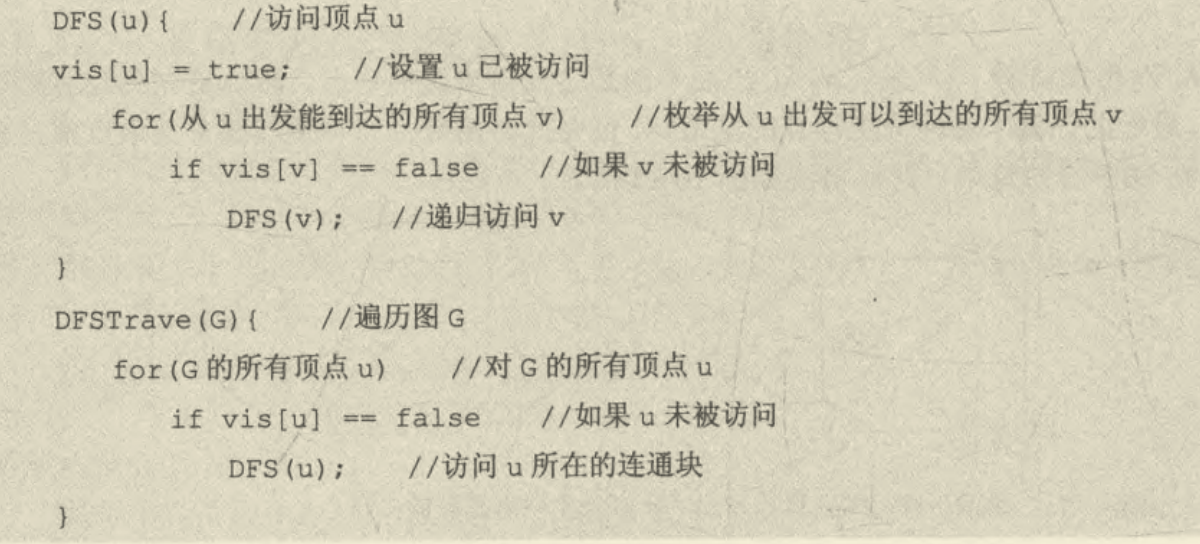 DFS(u){ //访问顶点 u
vis[u] = true; //设置 u 已被访问
for(从 u 出发能到达的所有顶点 v) //枚举从 u 出发可以到达的所有顶点 v
if vis[v] == false //如果 v 未被访问
DFS(v); //递归访问 v
}
DFSTrave(G){ //遍历图 G
for(G 的所有顶点 u) //对 G 的所有顶点 u
if vis[u] == false //如果 u 未被访问
DFS(u); //访问 u 所在的连通块
}